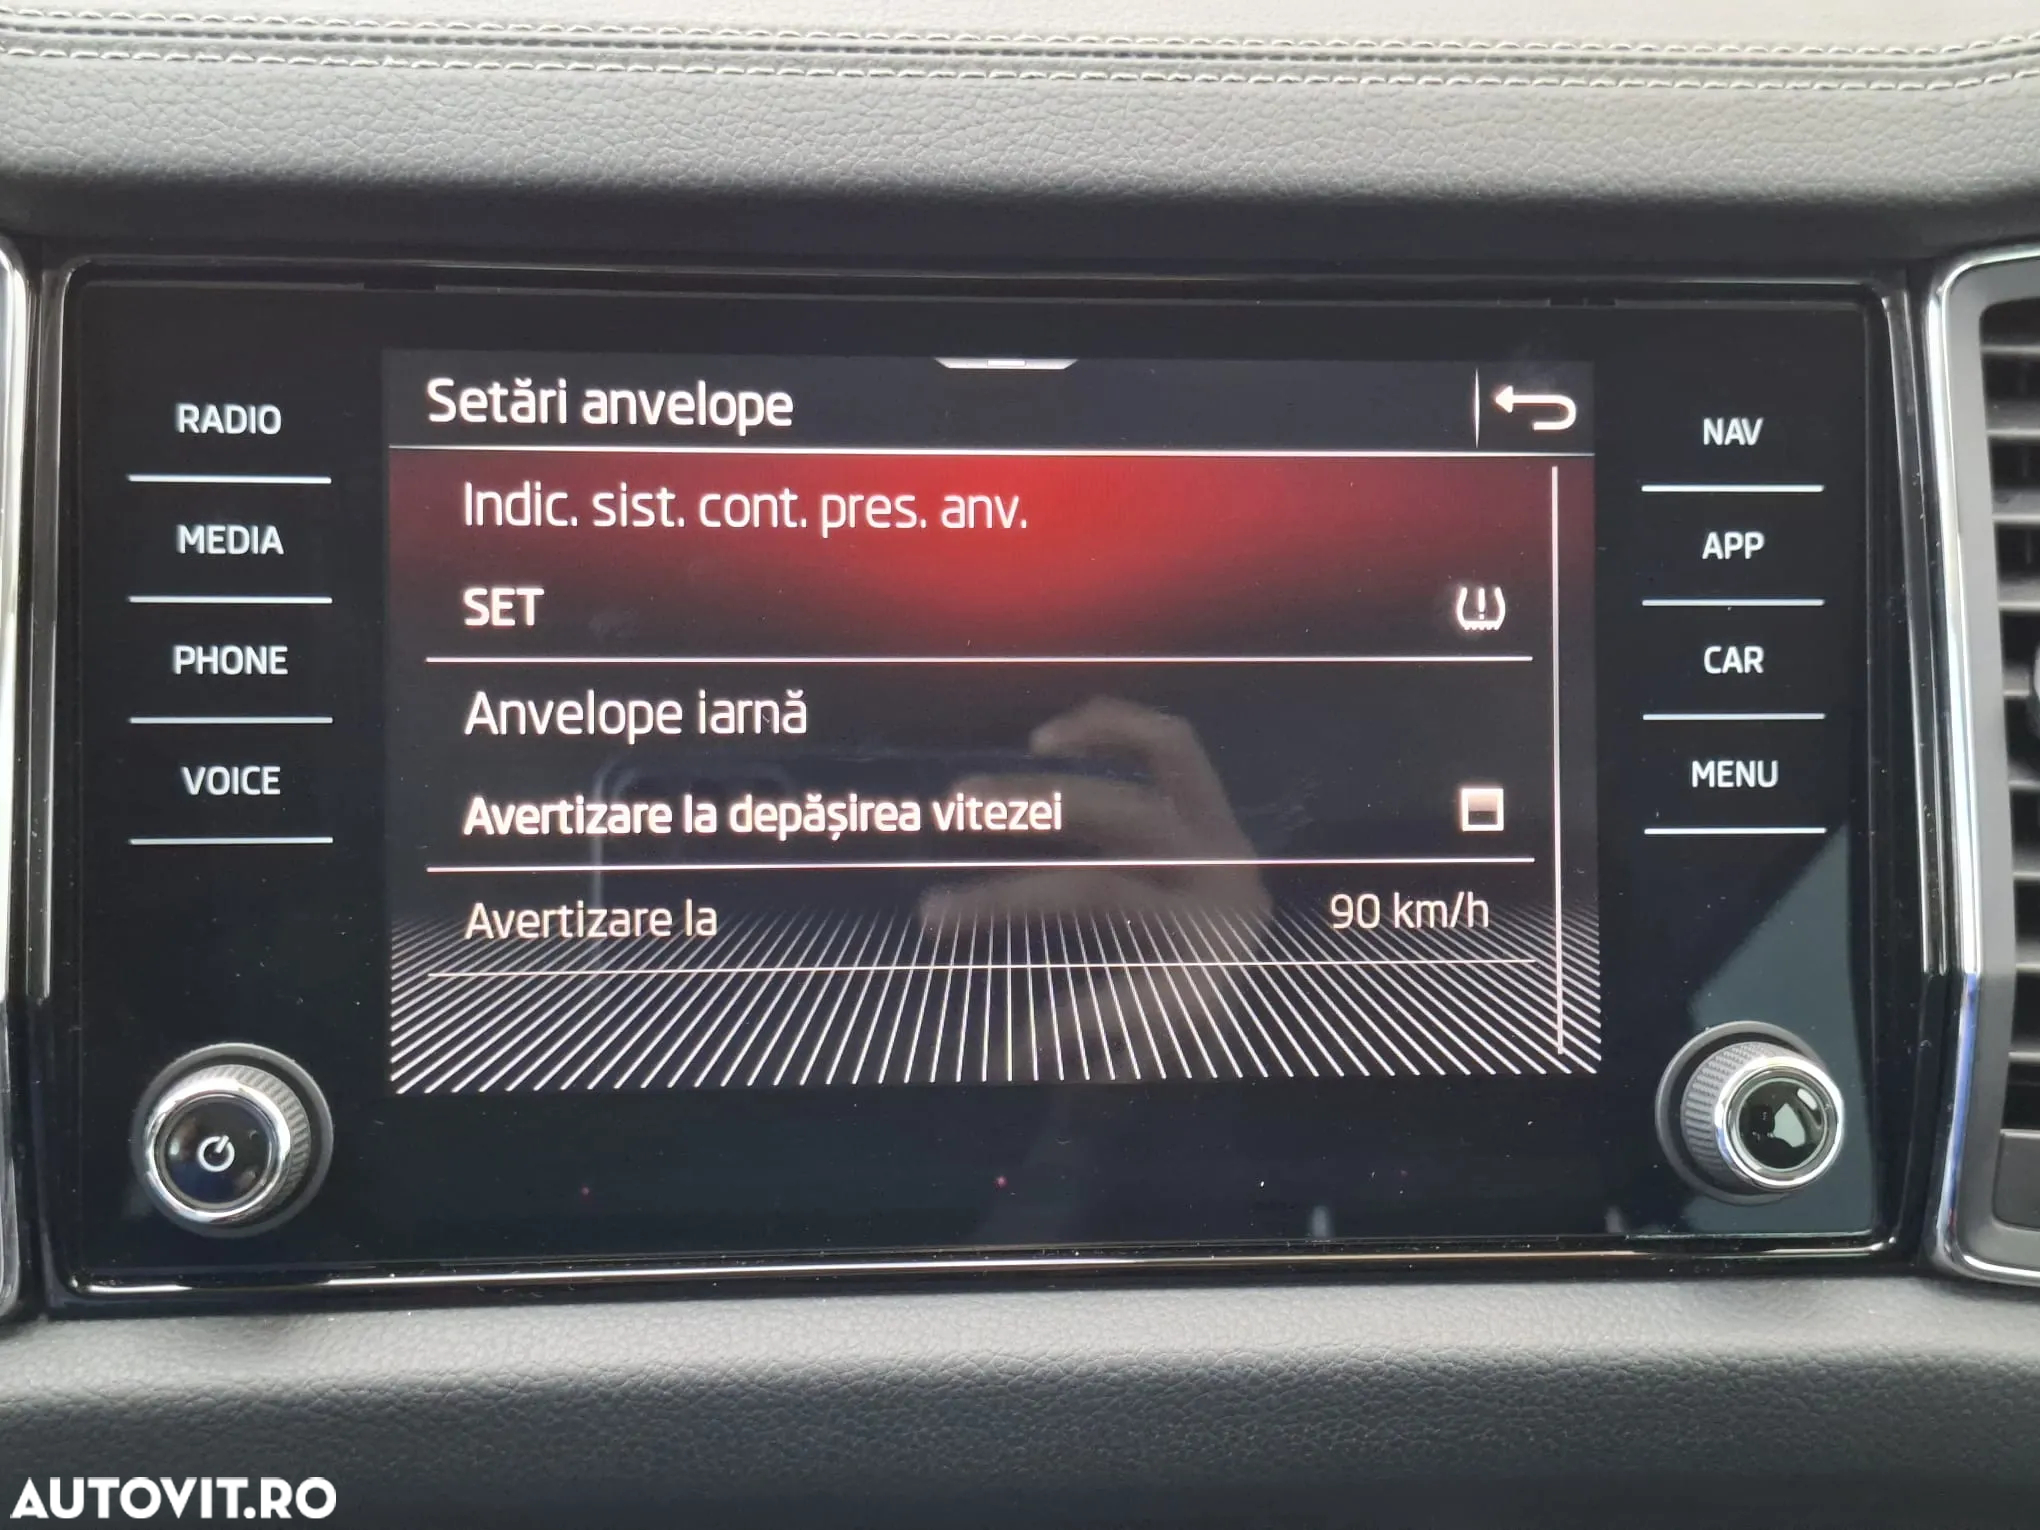 RADIO
MEDIA
PHONE
VOICE
Setări anvelope
Indic. sist. cont. pres. anv.
SET
Anvelope iarnă
Avertizare la depășirea vitezei
Avertizare la 90 km/h
NAV
APP
CAR
MENU
AUTOVIT.RO